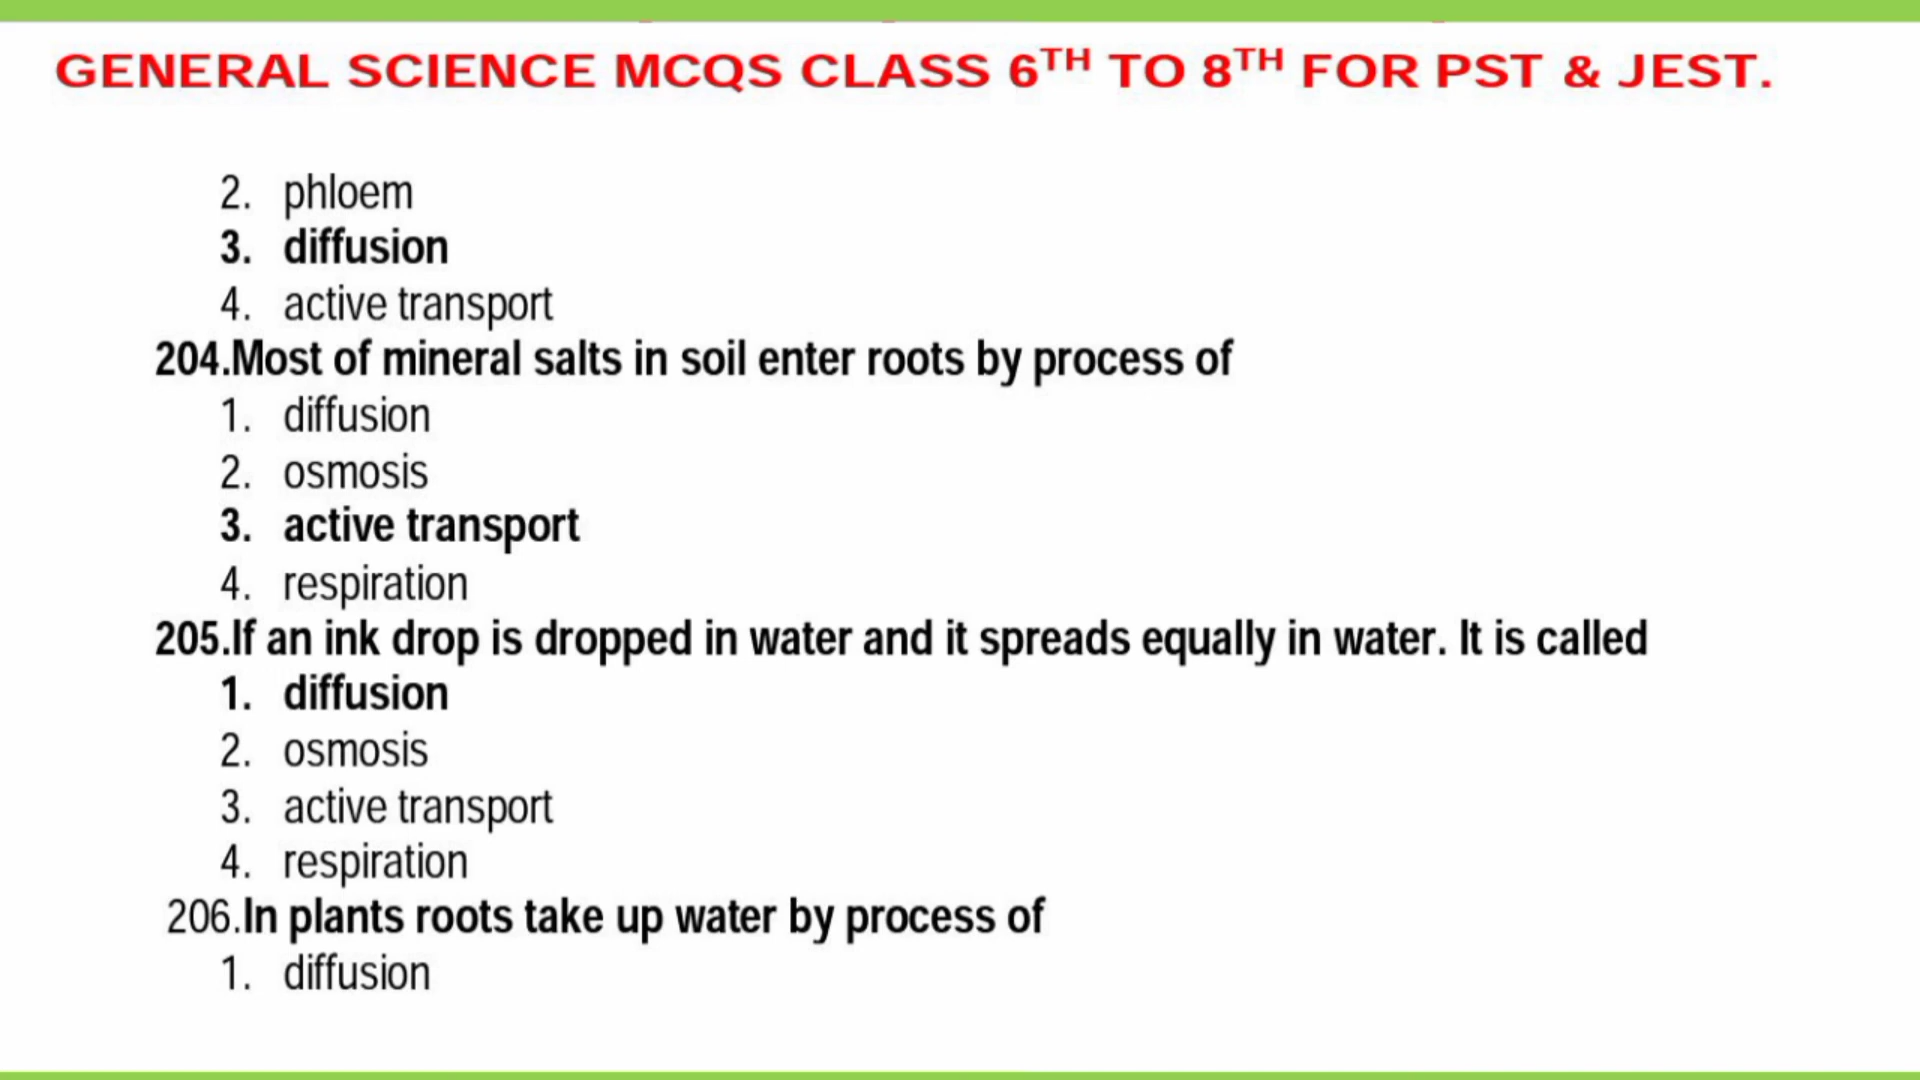 GENERAL SCIENCE MCQS CLASS 6TH TO 8TH FOR PST & JEST.
2. phloem
3. diffusion
4. active transport
204.Most of mineral salts in soil enter roots by process of
1. diffusion
2. osmosis
3. active transport
4. respiration
205.If an ink drop is dropped in water and it spreads equally in water. It is called
1. diffusion
2. osmosis
3. active transport
4. respiration
206.In plants roots take up water by process of
1. diffusion